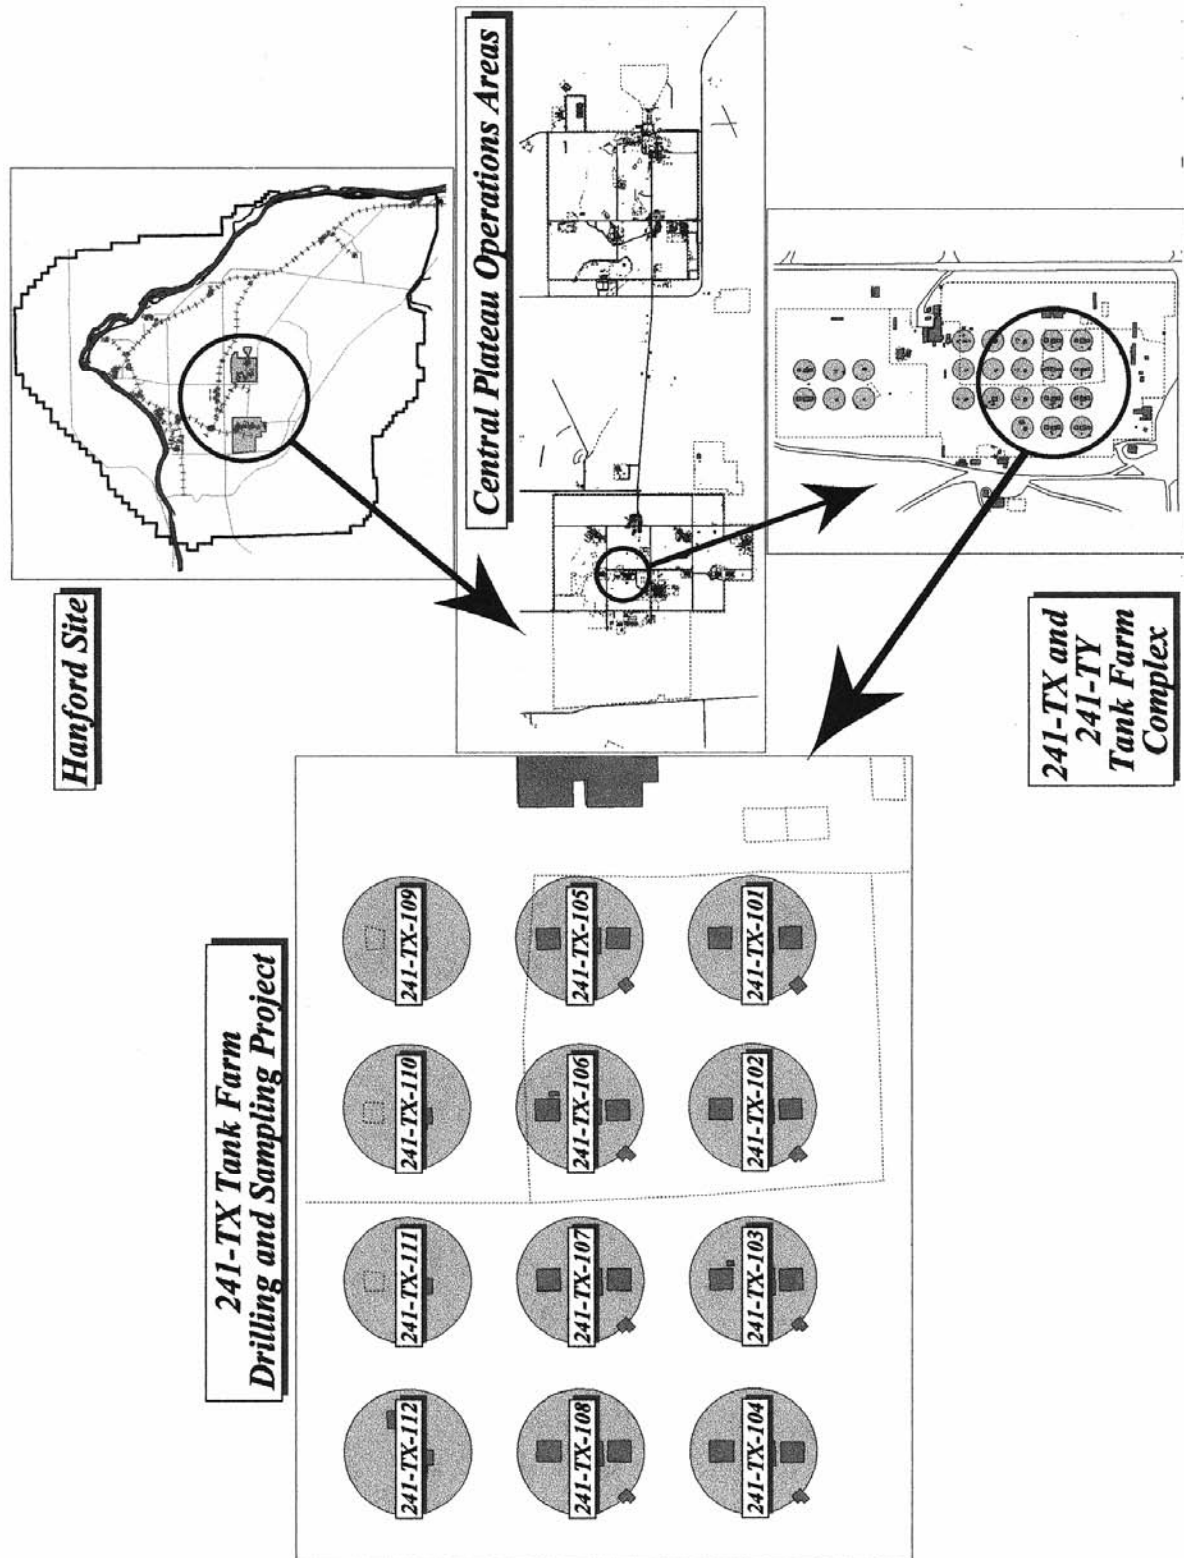 Hanford Site
Central Plateau Operations Areas
241-TX and
241-TY
Tank Farm
Complex
241-TX Tank Farm
Drilling and Sampling Project
241-TX-112
241-TX-111
241-TX-110
241-TX-109
241-TX-108
241-TX-107
241-TX-106
241-TX-105
241-TX-104
241-TX-103
241-TX-102
241-TX-101